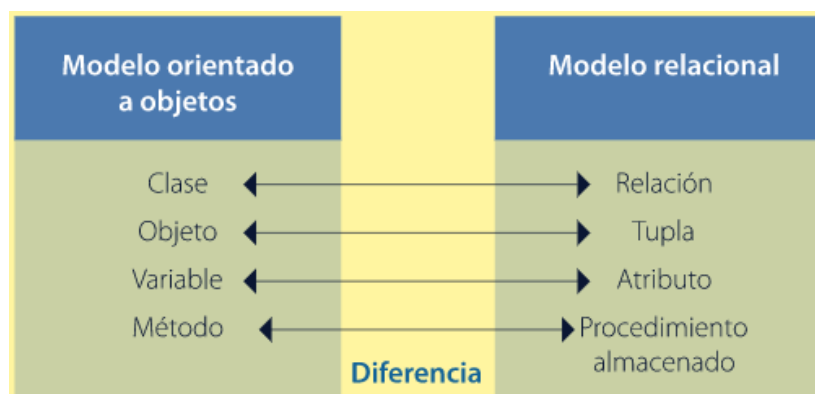 Modelo orientado
a objetos
Modelo relacional
Clase
Relación
Objeto
Tupla
Variable
Atributo
Método
Procedimiento
almacenado
Diferencia